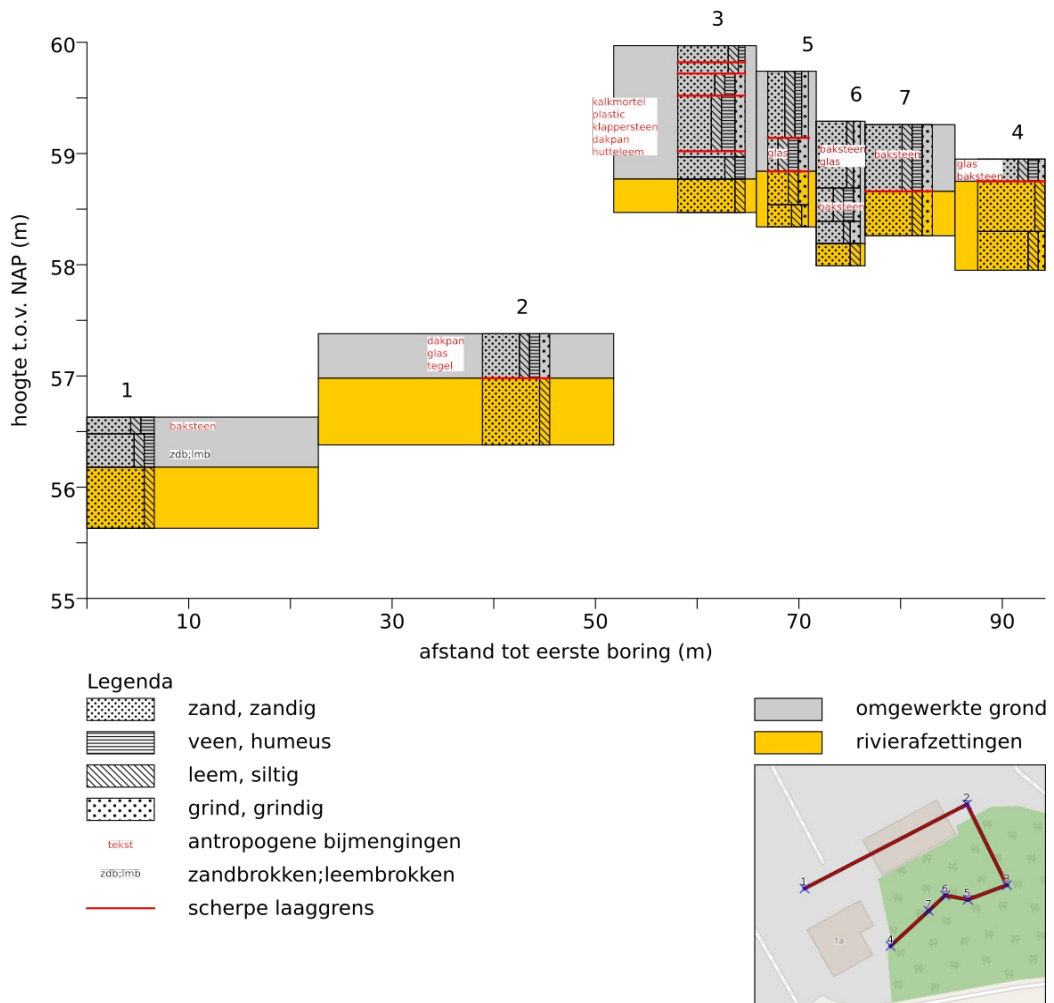 3
60
5
kalkmortel
plastic
klappersteen
dakpan
hutteleem
6
7
4
59
glas
baksteen
glas
baksteen
baksteen
glas
baksteen
58
hoogte t.o.v. NAP (m)
2
dakpan
glas
tegel
57
1
baksteen
zdb;lmb
56
55
10
30
50
70
90
afstand tot eerste boring (m)
Legenda
zand, zandig
veen, humeus
leem, siltig
grind, grindig
tekst
antropogene bijmengingen
zdb;lmb
zandbrokken;leembrokken
scherpe laaggrens
omgewerkte grond
rivierafzettingen
2
1
3
6
5
7
4
1a